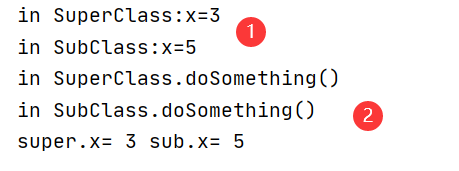 in SuperClass:x=3
in SubClass:x=5
1
in SuperClass.doSomething()
in SubClass.doSomething()
2
super.x= 3 sub.x= 5